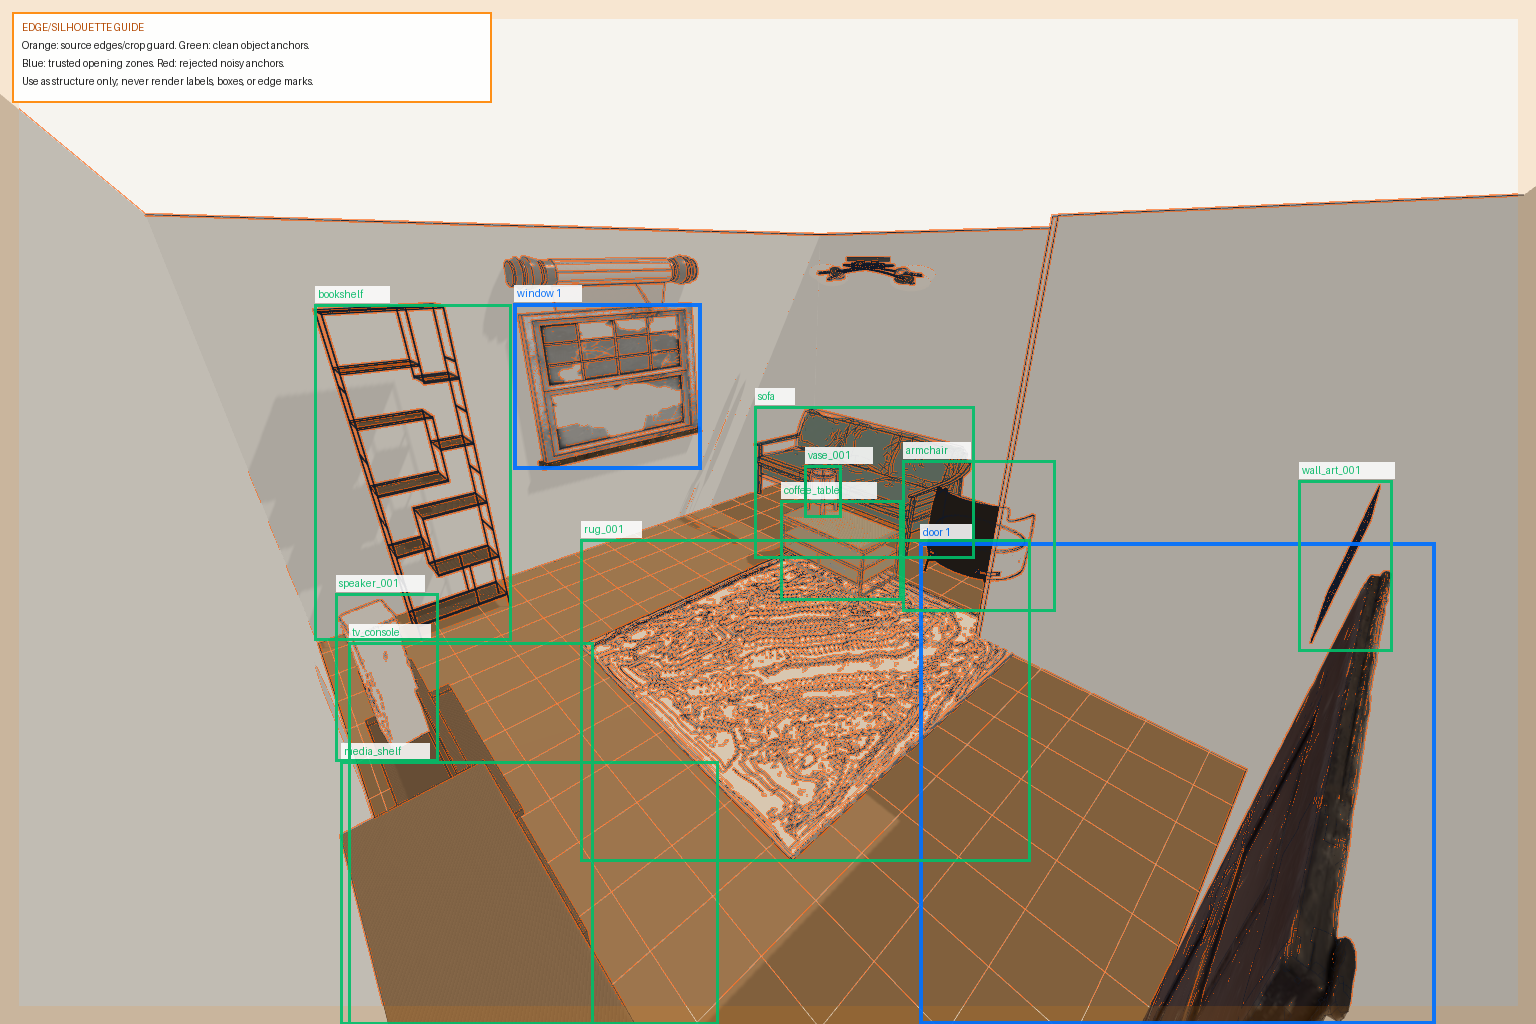 EDGE/SILHOUETTE GUIDE
Orange: source edges/crop guard. Green: clean object anchors.
Blue: trusted opening zones. Red: rejected noisy anchors.
Use as structure only; never render labels, boxes, or edge marks.
bookshelf
window 1
sofa
vase_001
armchair
coffee_table
wall_art_001
rug_001
door 1
speaker_001
tv_console
media_shelf